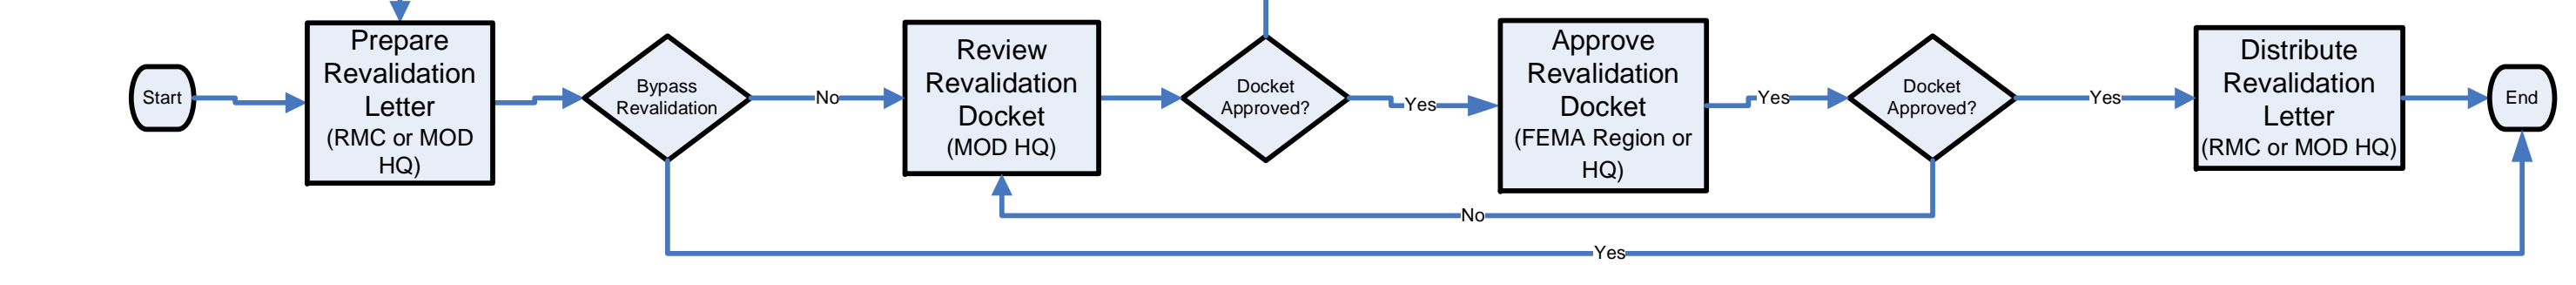 Start
Prepare
Revalidation
Letter
(RMC or MOD
HQ)
Bypass
Revalidation
No
Review
Revalidation
Docket
(MOD HQ)
Docket
Approved?
Yes
Approve
Revalidation
Docket
(FEMA Region or
HQ)
Yes
Docket
Approved?
Yes
Distribute
Revalidation
Letter
(RMC or MOD HQ)
End
No
Yes